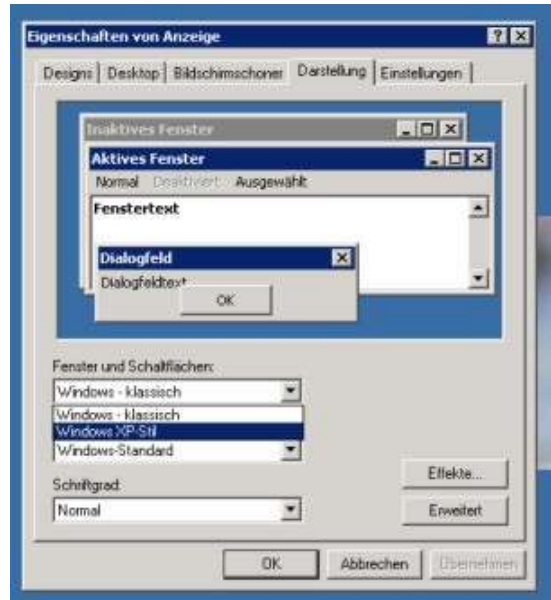 Eigenschaften von Anzeige
Designs Desktop Bildschirmschoner Darstellung Einstellungen
Inaktives Fenster
Aktives Fenster
Normal Deaktiviert Ausgewählt
Fenstertext
Dialogfeld
Dialogfeldtext
OK
Fenster und Schaltflächen:
Windows - klassisch
Windows - klassisch
Windows XP-Stil
Windows-Standard
Effekte...
Schriftgrad:
Normal
Erweitert
OK Abbrechen Übernehmen